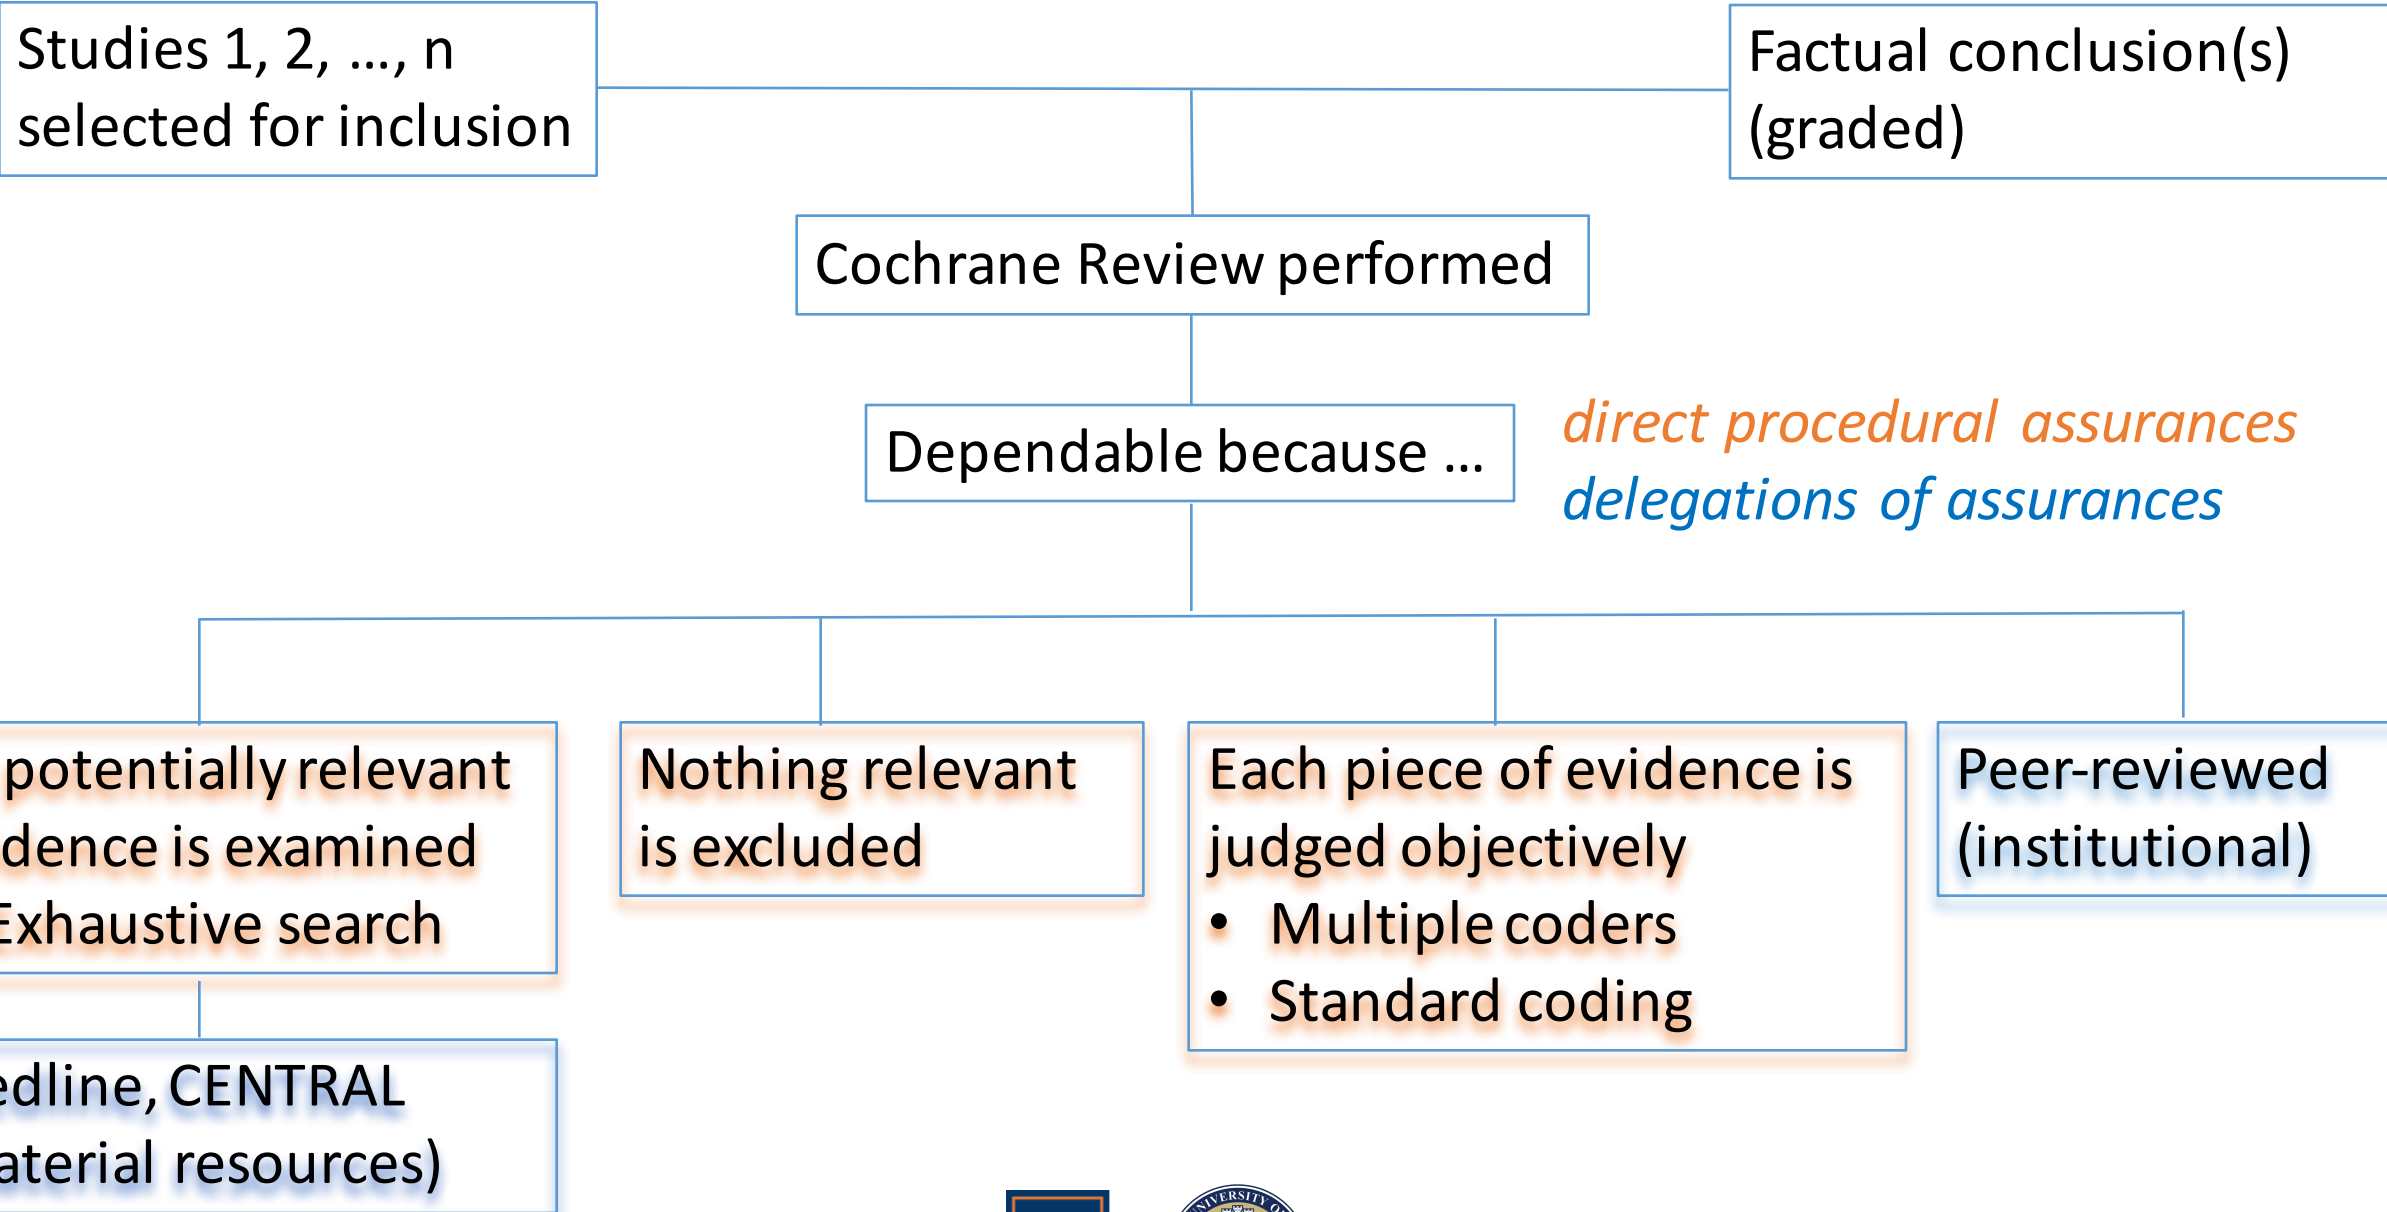 Studies 1, 2, ..., n
selected for inclusion
Factual conclusion(s)
(graded)
Cochrane Review performed
Dependable because ...
direct procedural assurances
delegations of assurances
potentially relevant
dence is examined
Exhaustive search
Nothing relevant
is excluded
Each piece of evidence is
judged objectively
• Multiple coders
• Standard coding
Peer-reviewed
(institutional)
edline, CENTRAL
aterial resources)
UNIVERSITY O